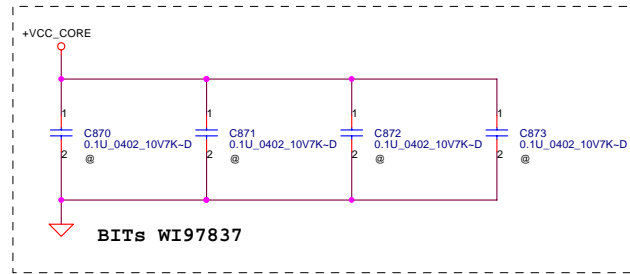 +VCC_CORE
1
1
1
1
C870
C871
C872
C873
0.1U_0402_10V7K~D
0.1U_0402_10V7K~D
0.1U_0402_10V7K~D
0.1U_0402_10V7K~D
2
2
2
2
@
@
@
@
BITs WI97837